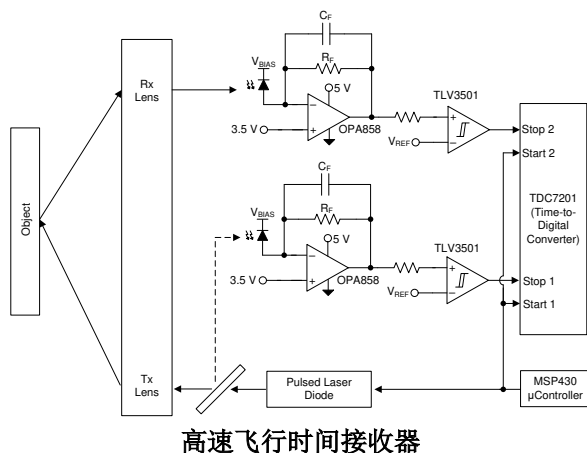 C_F
R_F
V_BIAS
5 V
3.5 V
OPA858
TLV3501
V_REF
Rx
Lens
Stop 2
Start 2
TDC7201
(Time-to-
Digital
Converter)
Object
C_F
R_F
V_BIAS
5 V
3.5 V
OPA858
TLV3501
V_REF
Stop 1
Start 1
Tx
Lens
Pulsed Laser
Diode
MSP430
µController
高速飞行时间接收器